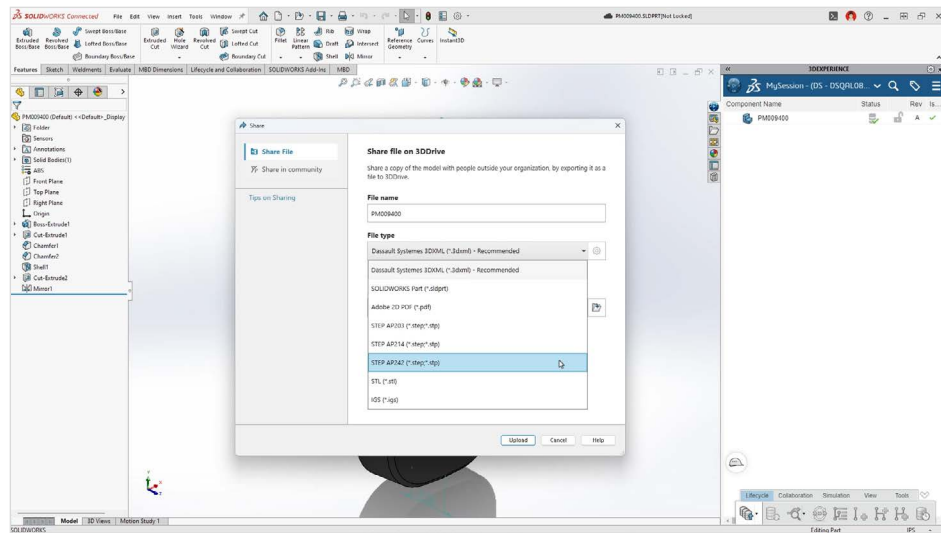 SOLIDWORKS Connected File Edit View Insert Tools Window
PM009400.SLDPRT[Not Locked]
Extruded Boss/Base
Revolved Boss/Base
Swept Boss/Base
Lofted Boss/Base
Boundary Boss/Base
Extruded Cut
Hole Wizard
Revolved Cut
Swept Cut
Lofted Cut
Boundary Cut
Fillet
Linear Pattern
Rib
Draft
Shell
Wrap
Intersect
Mirror
Reference Geometry
Curves
Instant3D
Features Sketch Weldments Evaluate MBD Dimensions Lifecycle and Collaboration SOLIDWORKS Add-Ins MBD
PM009400 (Default) <<Default>_Display
Folder
Sensors
Annotations
Solid Bodies(1)
ABS
Front Plane
Top Plane
Right Plane
Origin
Boss-Extrude1
Cut-Extrude1
Chamfer1
Chamfer2
Shell1
Cut-Extrude2
Mirror1
Share
Share File
Share in community
Tips on Sharing
Share file on 3DDrive
Share a copy of the model with people outside your organization, by exporting it as a
file to 3DDrive.
File name
PM009400
File type
Dassault Systemes 3DXML (*.3dxml) - Recommended
Dassault Systemes 3DXML (*.3dxml) - Recommended
SOLIDWORKS Part (*.sldprt)
Adobe 2D PDF (*.pdf)
STEP AP203 (*.step;*.stp)
STEP AP214 (*.step;*.stp)
STEP AP242 (*.step;*.stp)
STL (*.stl)
IGS (*.igs)
Upload Cancel Help
3DEXPERIENCE
MySession - (DS - DSQAL08...
Component Name Status Rev Is...
PM009400 A
Lifecycle Collaboration Simulation View Tools
Model 3D Views Motion Study 1
SOLIDWORKS
Editing Part IPS